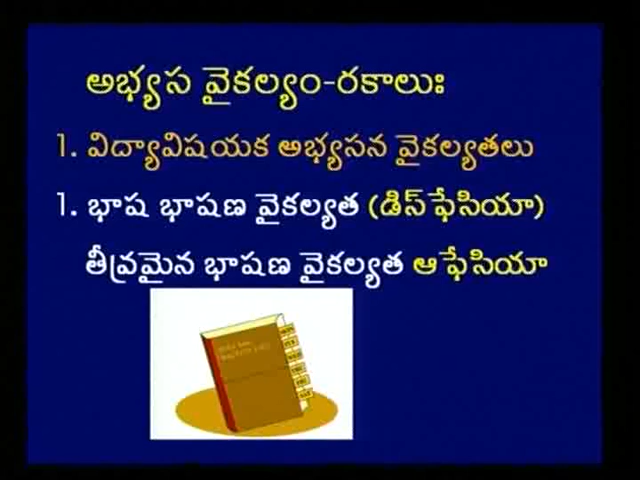 అభ్యస వైకల్యం-రకాలుః
1. విద్యావిషయక అభ్యసన వైకల్యతలు
1. భాష భాషణ వైకల్యత (డిస్ఫేసియా)
తీవ్రమైన భాషణ వైకల్యత ఆఫేసియా